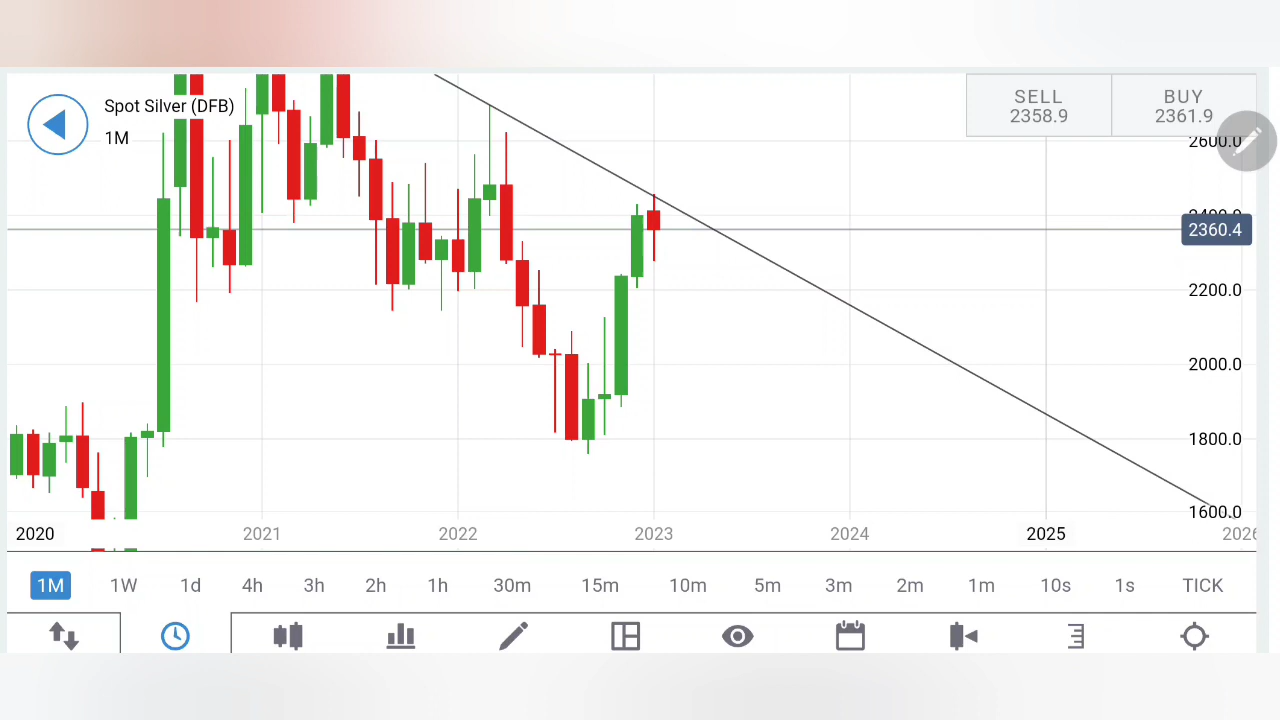 Spot Silver (DFB)
1M
SELL
2358.9
BUY
2361.9
2600.0
2400.0
2360.4
2200.0
2000.0
1800.0
1600.0
2020 2021 2022 2023 2024 2025
1M 1W 1d 4h 3h 2h 1h 30m 15m 10m 5m 3m 2m 1m 10s 1s TICK